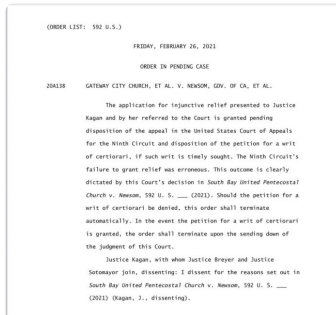 (ORDER LIST: 592 U.S.)
FRIDAY, FEBRUARY 26, 2021
ORDER IN PENDING CASE
20A138 GATEWAY CITY CHURCH, ET AL. V. NEWSOM, GOV. OF CA, ET AL.
The application for injunctive relief presented to Justice
Kagan and by her referred to the Court is granted pending
disposition of the appeal in the United States Court of Appeals
for the Ninth Circuit and disposition of the petition for a writ
of certiorari, if such writ is timely sought. The Ninth Circuit's
failure to grant relief was erroneous. This outcome is clearly
dictated by this Court's decision in South Bay United Pentecostal
Church v. Newsom, 592 U. S. ___ (2021). Should the petition for a
writ of certiorari be denied, this order shall terminate
automatically. In the event the petition for a writ of certiorari
is granted, the order shall terminate upon the sending down of
the judgment of this Court.
Justice Kagan, with whom Justice Breyer and Justice
Sotomayor join, dissenting: I dissent for the reasons set out in
South Bay United Pentecostal Church v. Newsom, 592 U. S. ___
(2021) (Kagan, J., dissenting).